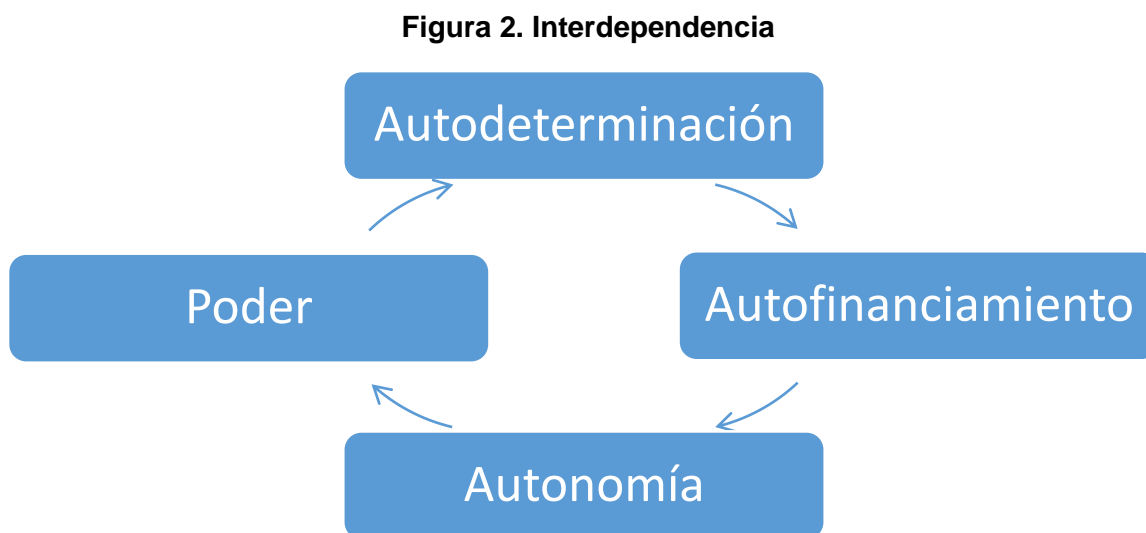 Figura 2. Interdependencia
Autodeterminación
Poder
Autofinanciamiento
Autonomía